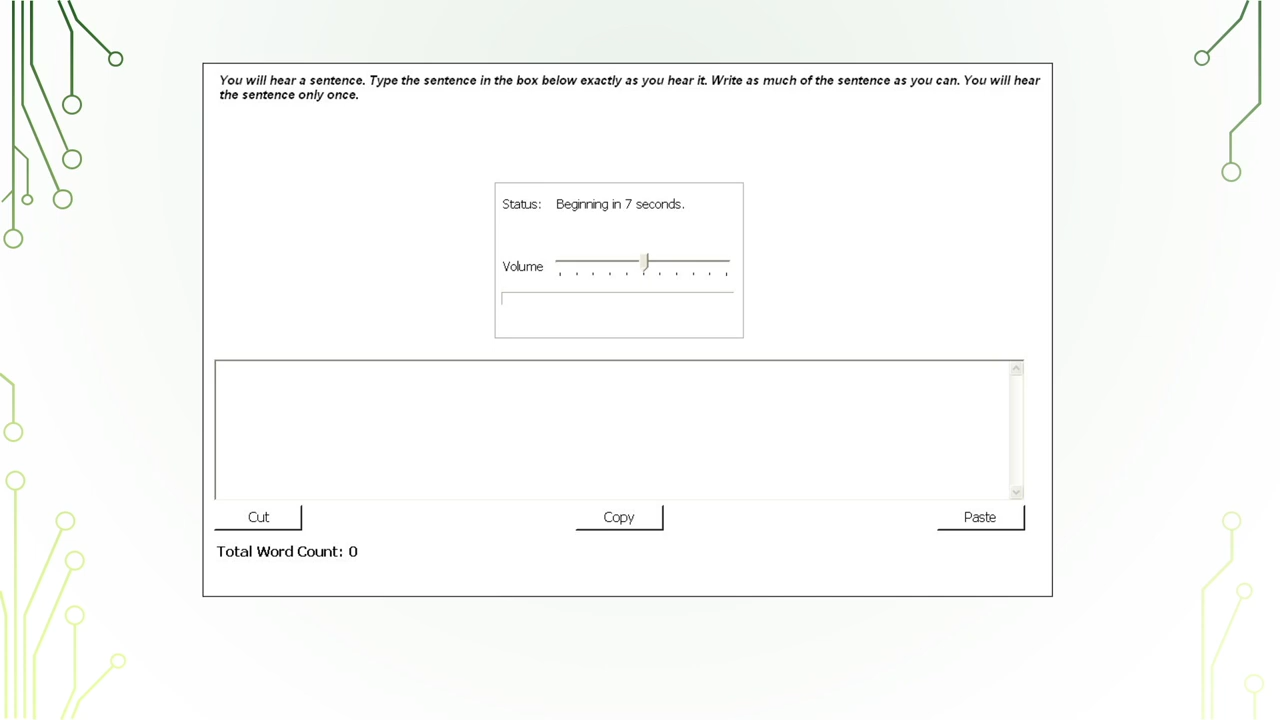 You will hear a sentence. Type the sentence in the box below exactly as you hear it. Write as much of the sentence as you can. You will hear
the sentence only once.
Status: Beginning in 7 seconds.
Volume
Cut Copy Paste
Total Word Count: 0